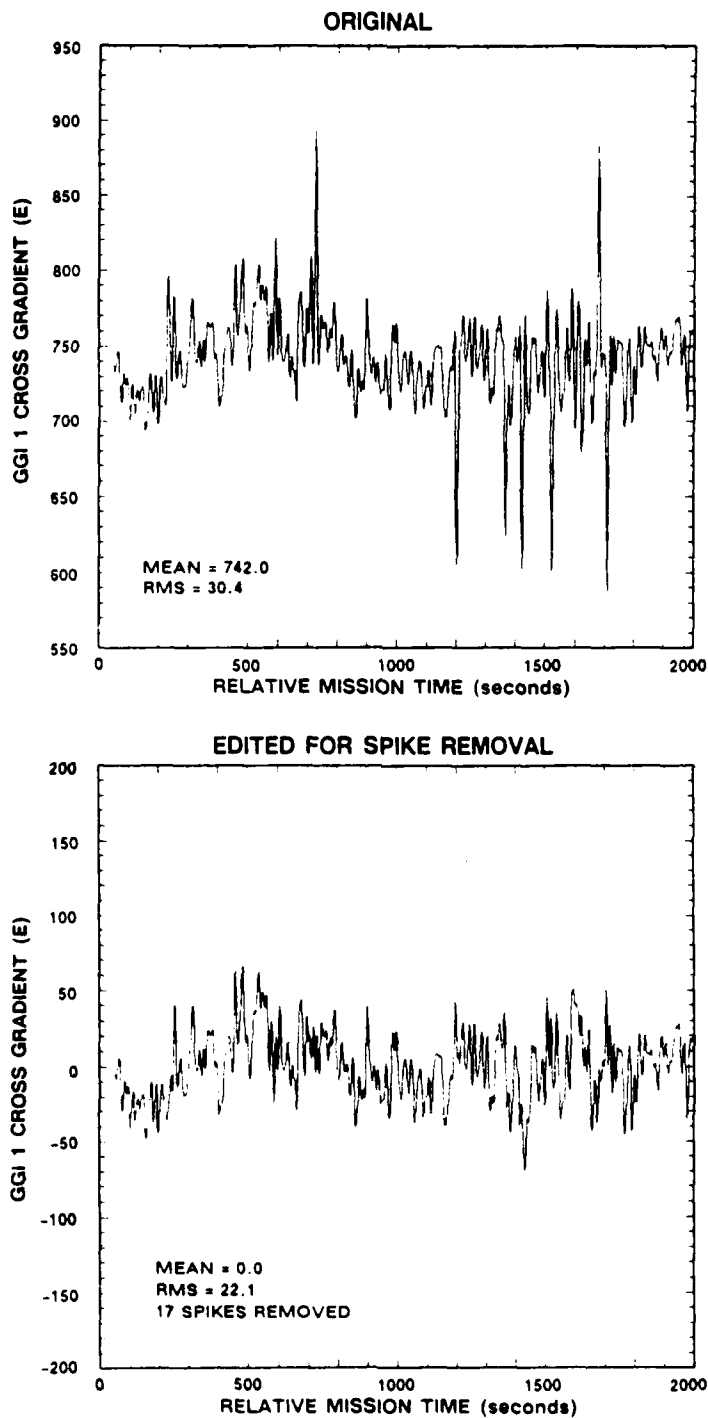 ORIGINAL
950
900
850
800
750
700
650
600
550
GGI 1 CROSS GRADIENT (E)
MEAN = 742.0
RMS = 30.4
0 500 1000 1500 2000
RELATIVE MISSION TIME (seconds)
EDITED FOR SPIKE REMOVAL
200
150
100
50
0
-50
-100
-150
-200
GGI 1 CROSS GRADIENT (E)
MEAN = 0.0
RMS = 22.1
17 SPIKES REMOVED
0 500 1000 1500 2000
RELATIVE MISSION TIME (seconds)